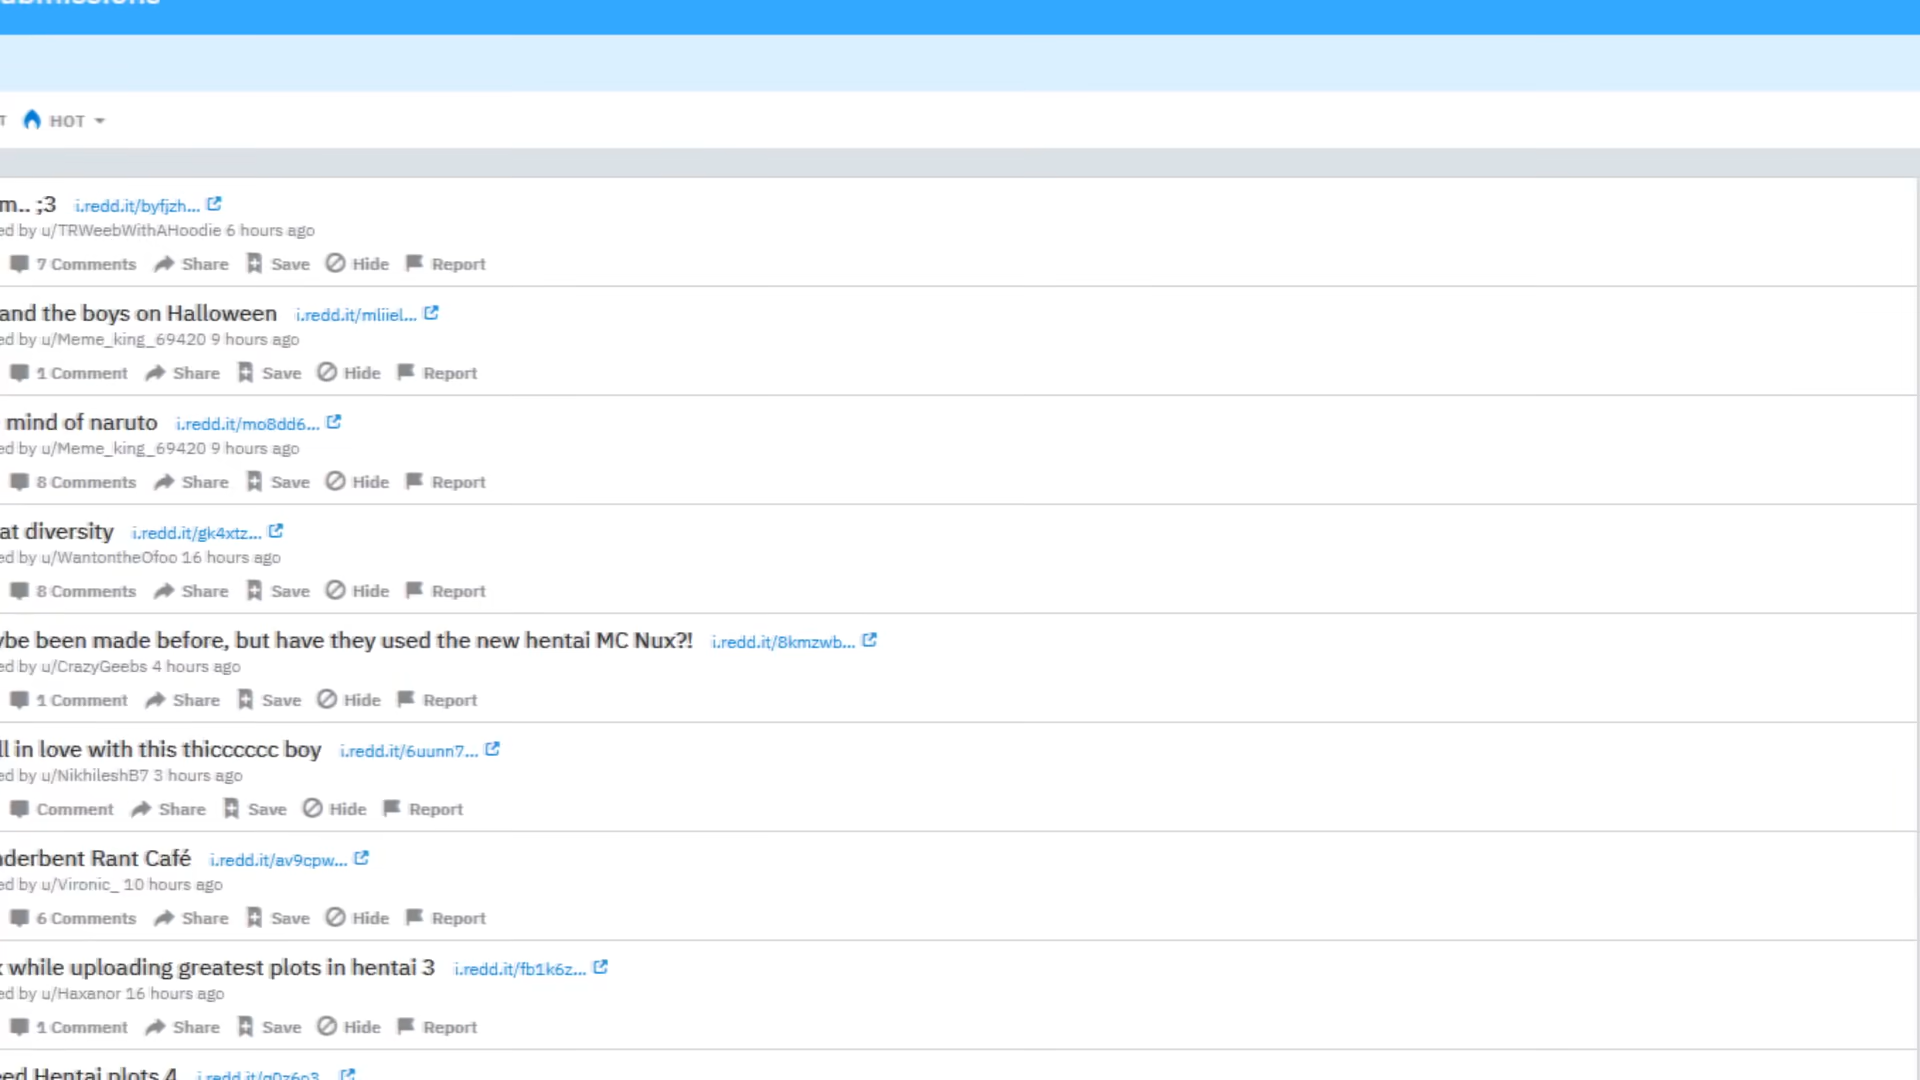 HOT
m.. ;3 i.redd.it/byfjzh...
ed by u/TRWeebWithAHoodie 6 hours ago
7 Comments Share Save Hide Report
and the boys on Halloween i.redd.it/mliiel...
ed by u/Meme_king_69420 9 hours ago
1 Comment Share Save Hide Report
mind of naruto i.redd.it/mo8dd6...
ed by u/Meme_king_69420 9 hours ago
8 Comments Share Save Hide Report
at diversity i.redd.it/gk4xtz...
ed by u/WantontheOfoo 16 hours ago
8 Comments Share Save Hide Report
ybe been made before, but have they used the new hentai MC Nux?! i.redd.it/8kmzwb...
ed by u/CrazyGeebs 4 hours ago
1 Comment Share Save Hide Report
ll in love with this thicccccc boy i.redd.it/6uunn7...
ed by u/NikhileshB7 3 hours ago
Comment Share Save Hide Report
nderbent Rant Café i.redd.it/av9cpw...
ed by u/Vironic_ 10 hours ago
6 Comments Share Save Hide Report
while uploading greatest plots in hentai 3 i.redd.it/fb1k6z...
ed by u/Haxanor 16 hours ago
1 Comment Share Save Hide Report
eed Hentai plots 4